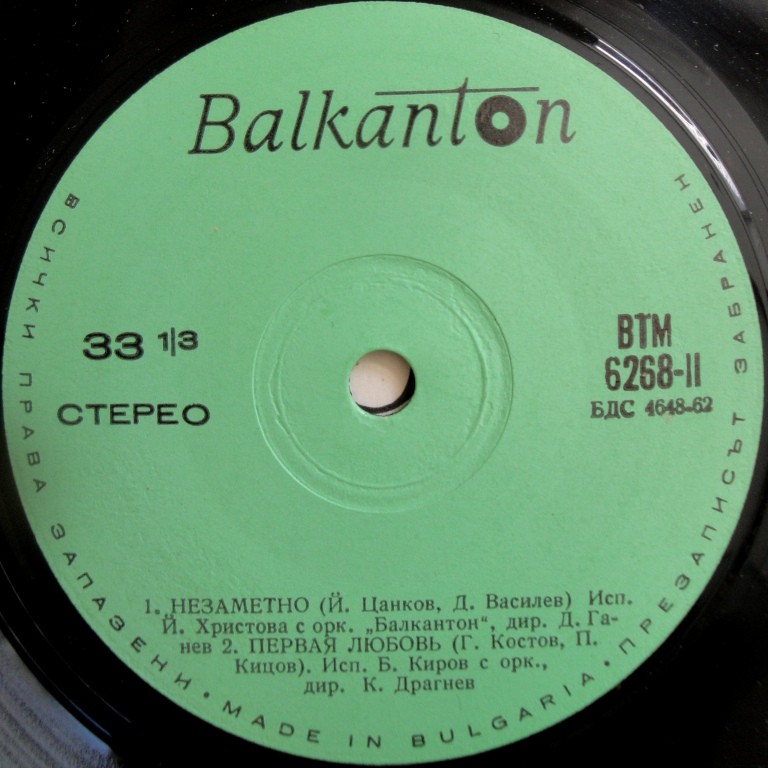 Balkanton
33 1/3
СТЕРЕО
ВТМ
6268-II
БДС 4648-62
1. НЕЗАМЕТНО (Й. Цанков, Д. Василев) Исп.
Й. Христова с орк. „Балкантон“, дир. Д. Га-
нев 2. ПЕРВАЯ ЛЮБОВЬ (Г. Костов, П.
Кицов). Исп. Б. Киров с орк.,
дир. К. Драгнев
ВСИЧКИ ПРАВА ЗАПАЗЕНИ • MADE IN BULGARIA • ПРЕЗАПИСЪТ ЗАБРАНЕН